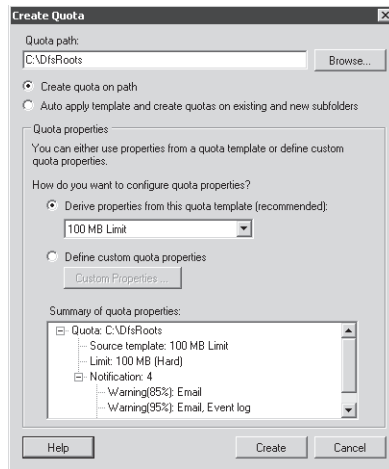 Create Quota
Quota path:
C:\DfsRoots
Browse...
Create quota on path
Auto apply template and create quotas on existing and new subfolders
Quota properties
You can either use properties from a quota template or define custom
quota properties.
How do you want to configure quota properties?
Derive properties from this quota template (recommended):
100 MB Limit
Define custom quota properties
Custom Properties ...
Summary of quota properties:
Quota: C:\DfsRoots
Source template: 100 MB Limit
Limit: 100 MB (Hard)
Notification: 4
Warning(85%): Email
Warning(95%): Email, Event log
Help
Create
Cancel